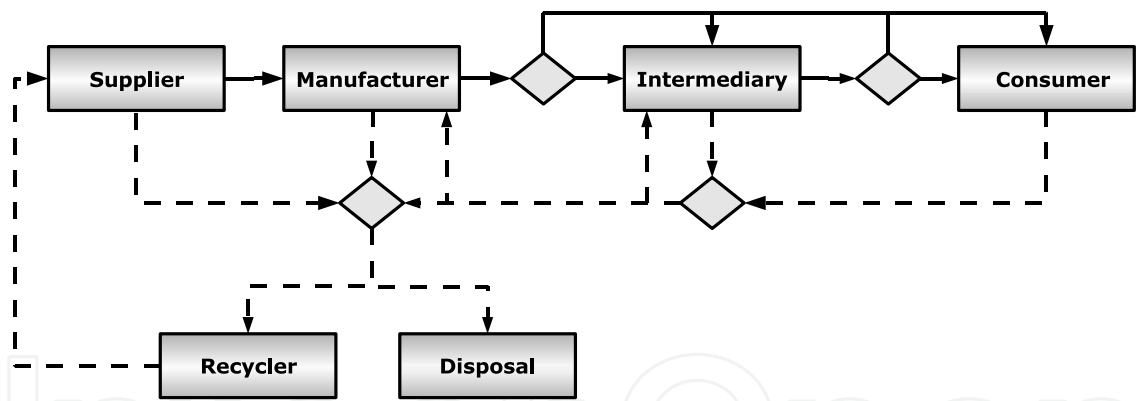 Supplier
Manufacturer
Intermediary
Consumer
Recycler
Disposal